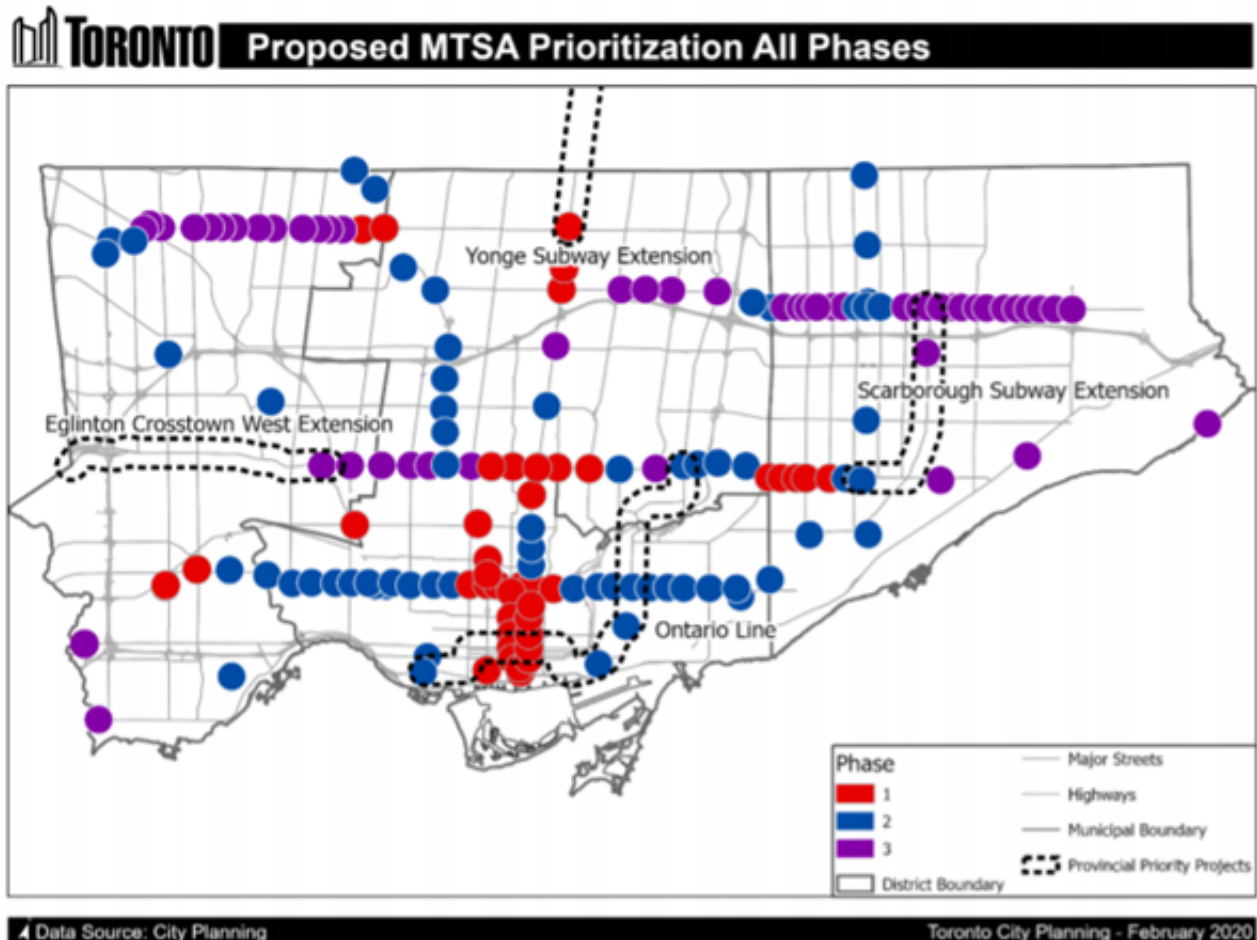 TORONTO Proposed MTSA Prioritization All Phases
Yonge Subway Extension
Scarborough Subway Extension
Eglinton Crosstown West Extension
Ontario Line
Phase
1
2
3
District Boundary
Major Streets
Highways
Municipal Boundary
Provincial Priority Projects
Data Source: City Planning
Toronto City Planning - February 2020